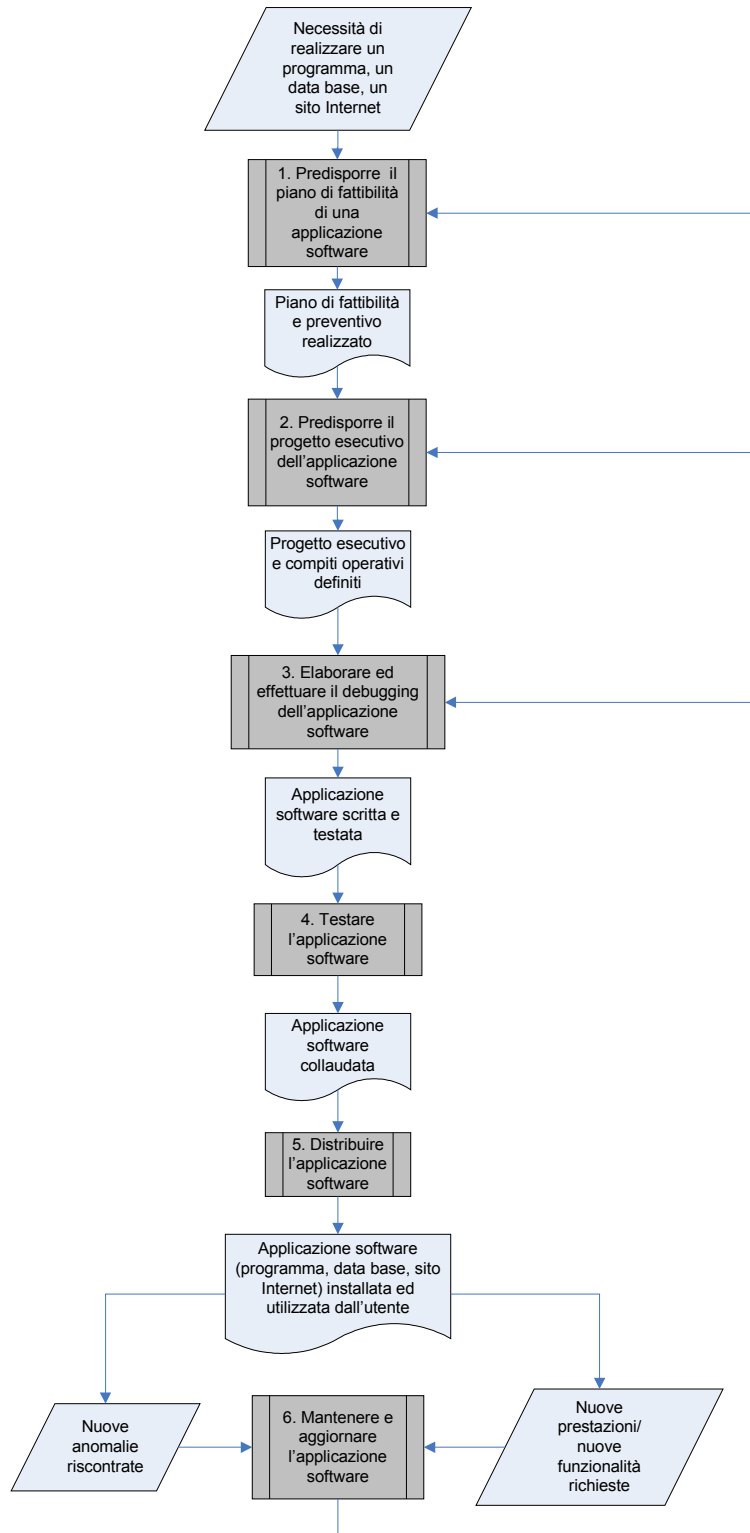 Necessità di
realizzare un
programma, un
data base, un
sito Internet
1. Predisporre il
piano di fattibilità
di una
applicazione
software
Piano di fattibilità
e preventivo
realizzato
2. Predisporre il
progetto esecutivo
dell’applicazione
software
Progetto esecutivo
e compiti operativi
definiti
3. Elaborare ed
effettuare il debugging
dell’applicazione
software
Applicazione
software scritta e
testata
4. Testare
l’applicazione
software
Applicazione
software
collaudata
5. Distribuire
l’applicazione
software
Applicazione software
(programma, data base, sito
Internet) installata ed
utilizzata dall’utente
Nuove
anomalie
riscontrate
6. Mantenere e
aggiornare
l’applicazione
software
Nuove
prestazioni/
nuove
funzionalità
richieste